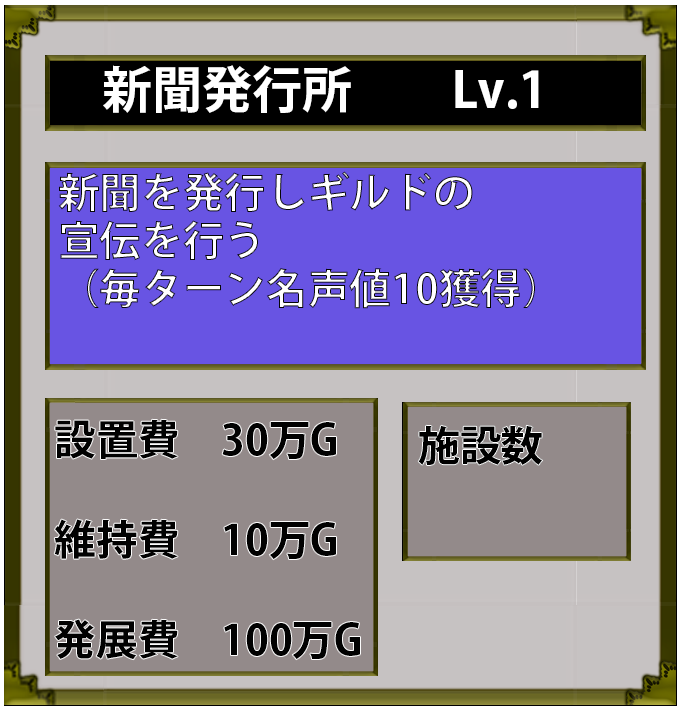 新聞発行所 Lv.1
新聞を発行しギルドの
宣伝を行う
（毎ターン名声値10獲得）
設置費 30万G
維持費 10万G
発展費 100万G
施設数